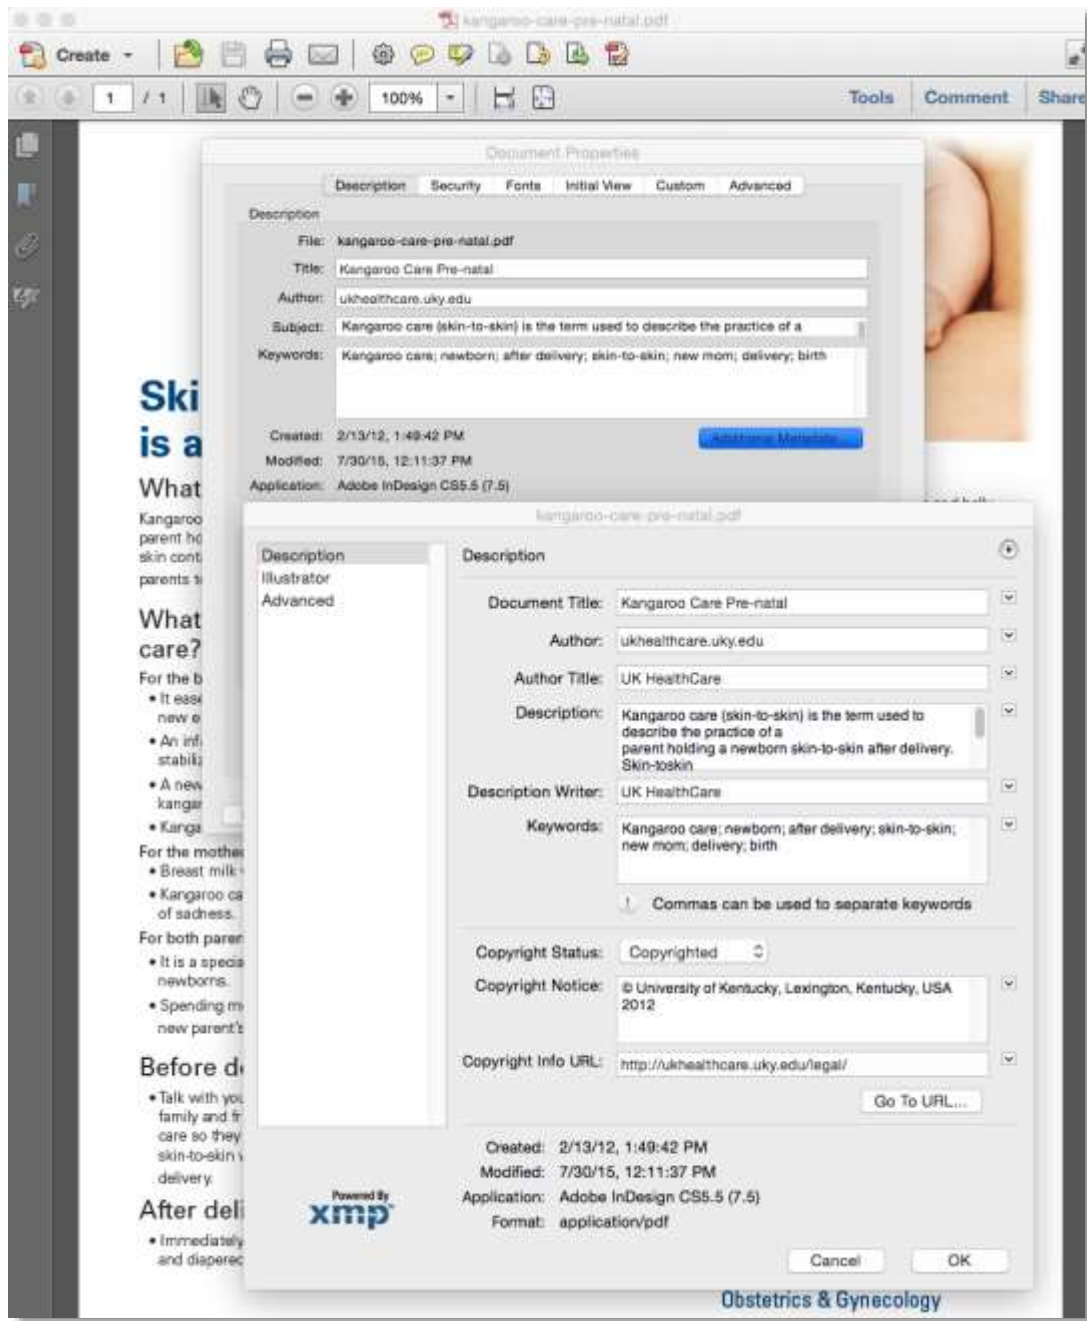 kangaroo-care-pre-natal.pdf
Create
1 / 1
100%
Tools Comment Share
Document Properties
Description Security Fonts Initial View Custom Advanced
Description
File: kangaroo-care-pre-natal.pdf
Title: Kangaroo Care Pre-natal
Author: ukhealthcare.uky.edu
Subject: Kangaroo care (skin-to-skin) is the term used to describe the practice of a
Keywords: Kangaroo care; newborn; after delivery; skin-to-skin; new mom; delivery; birth
Created: 2/13/12, 1:49:42 PM
Additional Metadata...
Modified: 7/30/15, 12:11:37 PM
Application: Adobe InDesign CS5.5 (7.5)
Ski
is a
What
Kangaroo
parent ho
skin cont
parents t
What
care?
For the b
• It ease
new e
• An inf
stabiliz
• A new
kangar
• Kanga
For the mother
• Breast milk
• Kangaroo ca
of sadness.
For both paren
• It is a specia
newborns.
• Spending m
new parent's
Before de
• Talk with you
family and fr
care so they
skin-to-skin
delivery.
After deli
• Immediately
and diapered
kangaroo-care-pre-natal.pdf
Description
Illustrator
Advanced
Description
Document Title: Kangaroo Care Pre-natal
Author: ukhealthcare.uky.edu
Author Title: UK HealthCare
Description: Kangaroo care (skin-to-skin) is the term used to
describe the practice of a
parent holding a newborn skin-to-skin after delivery.
Skin-toskin
Description Writer: UK HealthCare
Keywords: Kangaroo care; newborn; after delivery; skin-to-skin;
new mom; delivery; birth
! Commas can be used to separate keywords
Copyright Status: Copyrighted
Copyright Notice: © University of Kentucky, Lexington, Kentucky, USA
2012
Copyright Info URL: http://ukhealthcare.uky.edu/legal/
Go To URL...
Created: 2/13/12, 1:49:42 PM
Modified: 7/30/15, 12:11:37 PM
Application: Adobe InDesign CS5.5 (7.5)
Format: application/pdf
Powered By
xmp
Cancel OK
Obstetrics & Gynecology